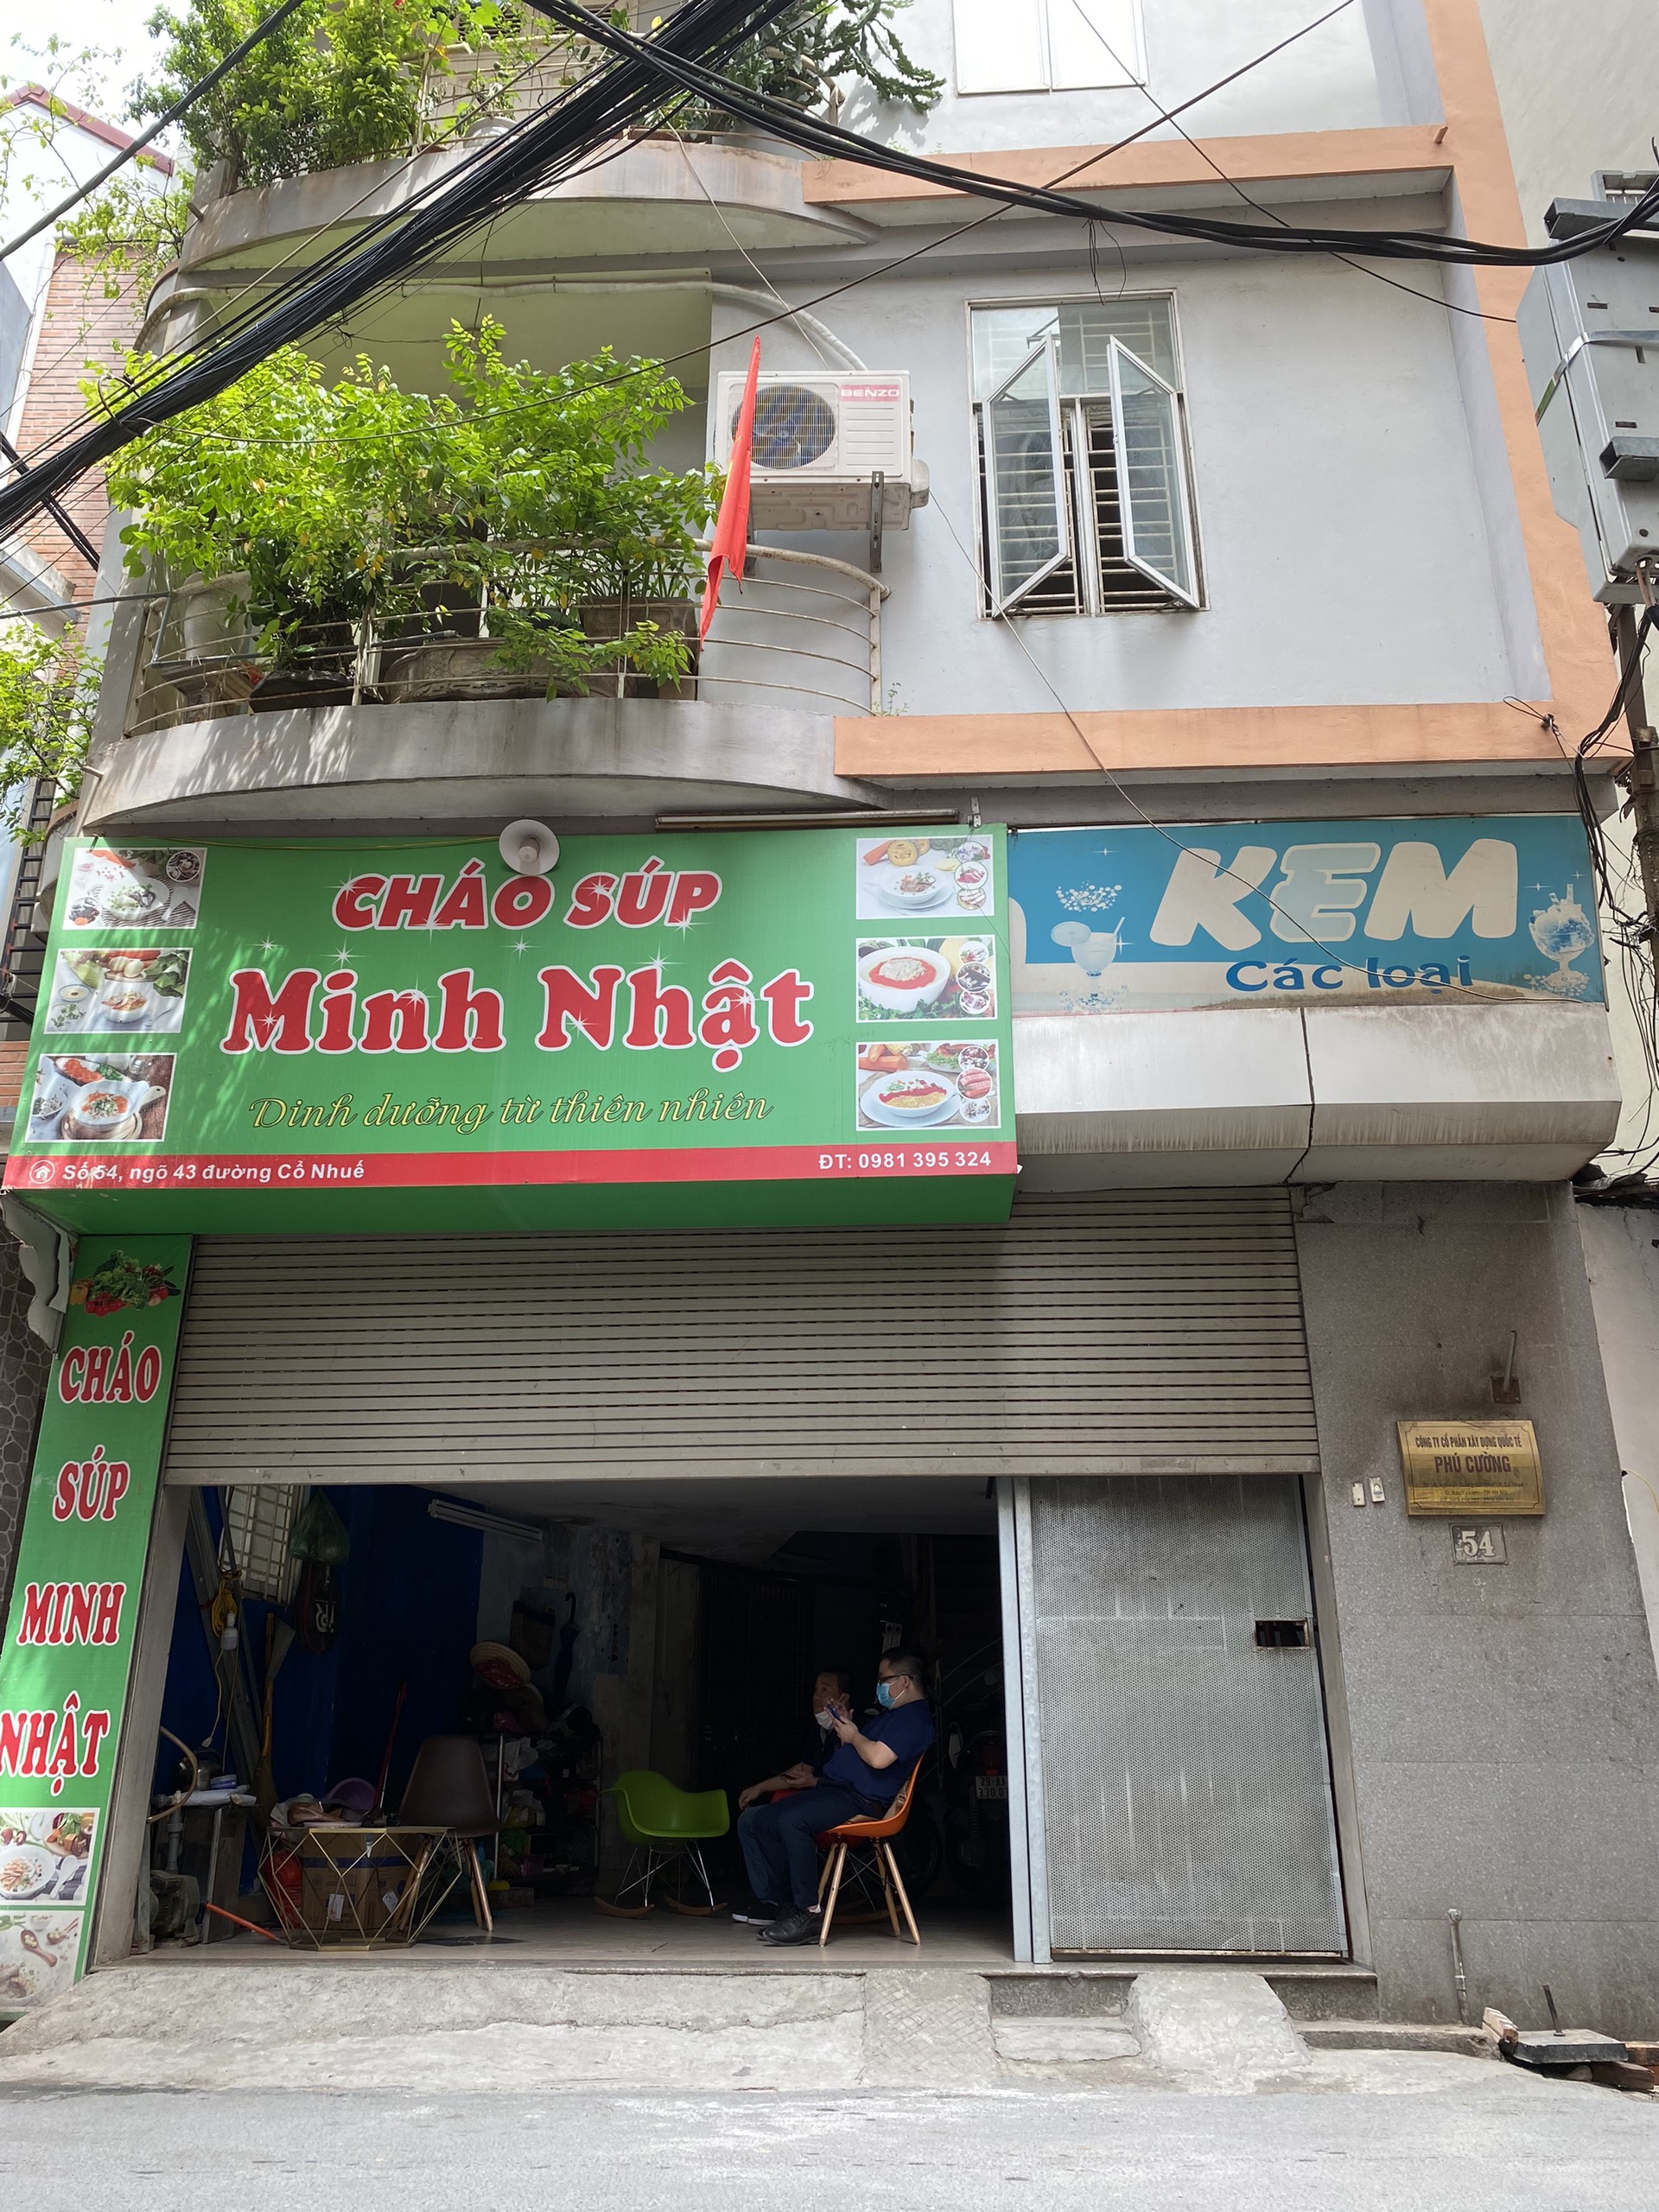 BENZO
CHÁO SÚP
Minh Nhật
Dinh dưỡng từ thiên nhiên
Số 54, ngõ 43 đường Cổ Nhuế
ĐT: 0981 395 324
KEM
Các loại
CHÁO
SÚP
MINH
NHẬT
CÔNG TY CỔ PHẦN XÂY DỰNG QUỐC TẾ
PHÚ CƯỜNG
54